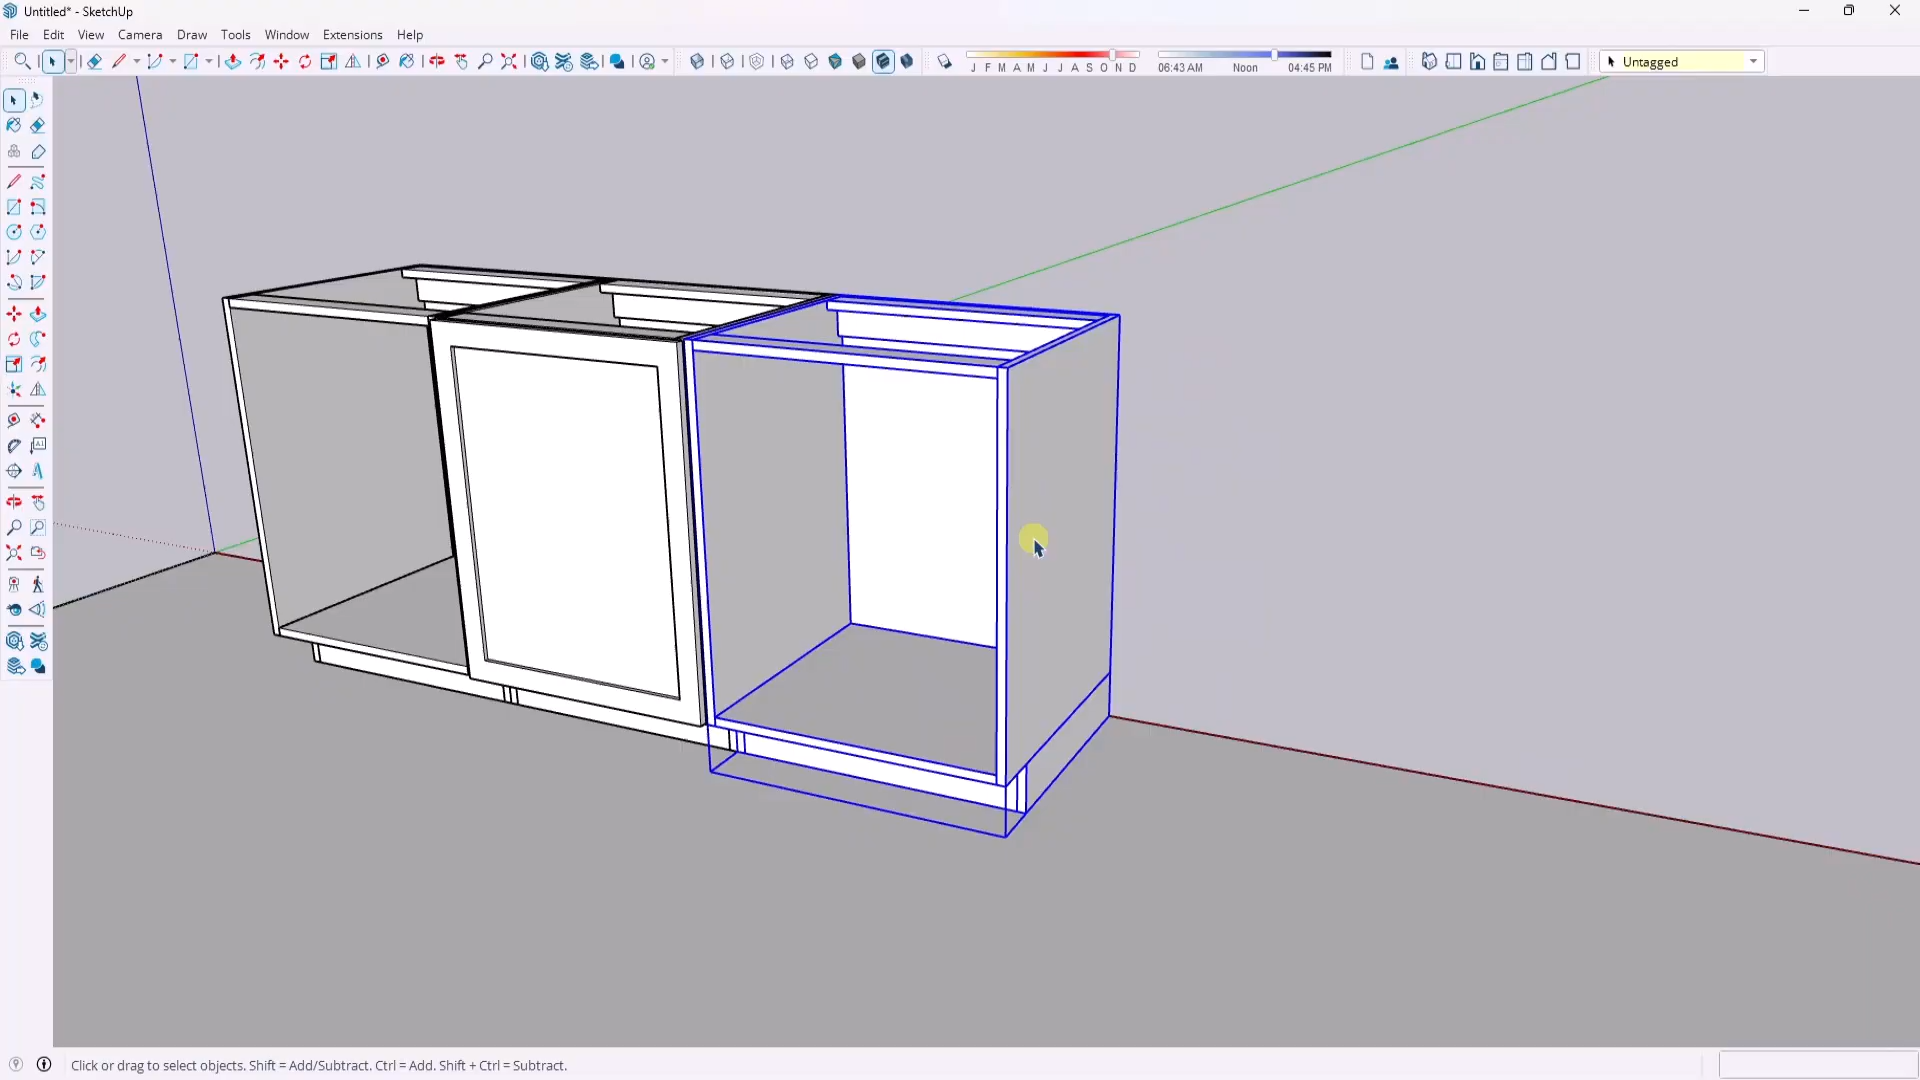 Untitled* - SketchUp
File Edit View Camera Draw Tools Window Extensions Help
J F M A M J J A S O N D
06:43 AM Noon 04:45 PM
Untagged
A1
Click or drag to select objects. Shift = Add/Subtract. Ctrl = Add. Shift + Ctrl = Subtract.